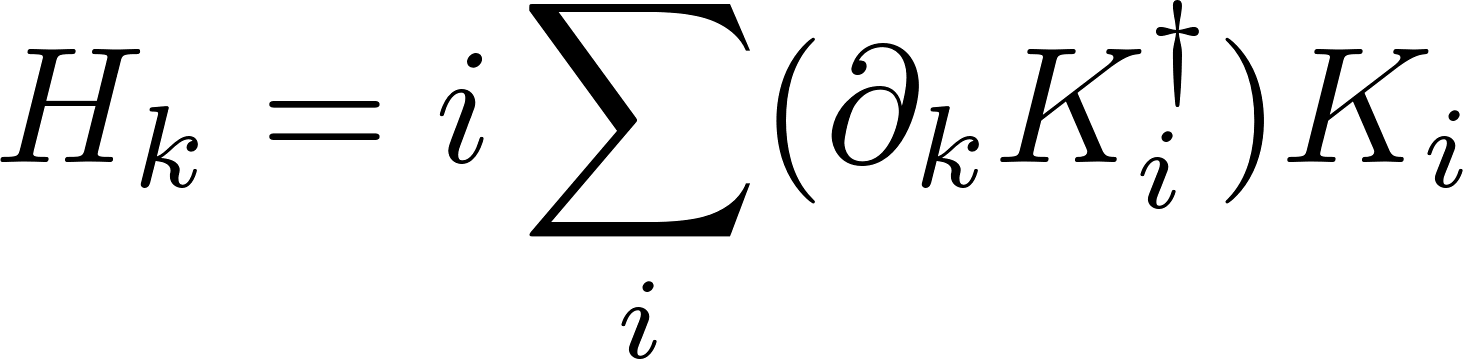 $H_k = i \sum_i (\partial_k K_i^\dagger) K_i$